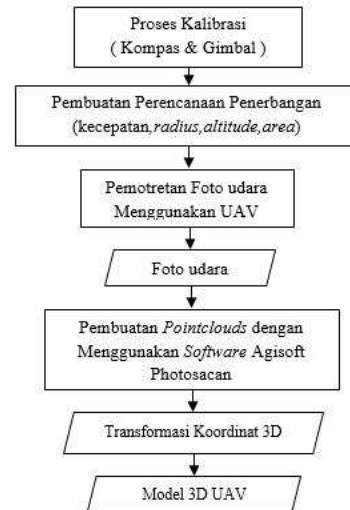 Proses Kalibrasi
( Kompas & Gimbal )
Pembuatan Perencanaan Penerbangan
(kecepatan,radius,altitude,area)
Pemotretan Foto udara
Menggunakan UAV
Foto udara
Pembuatan Pointclouds dengan
Menggunakan Software Agisoft
Photosacan
Transformasi Koordinat 3D
Model 3D UAV